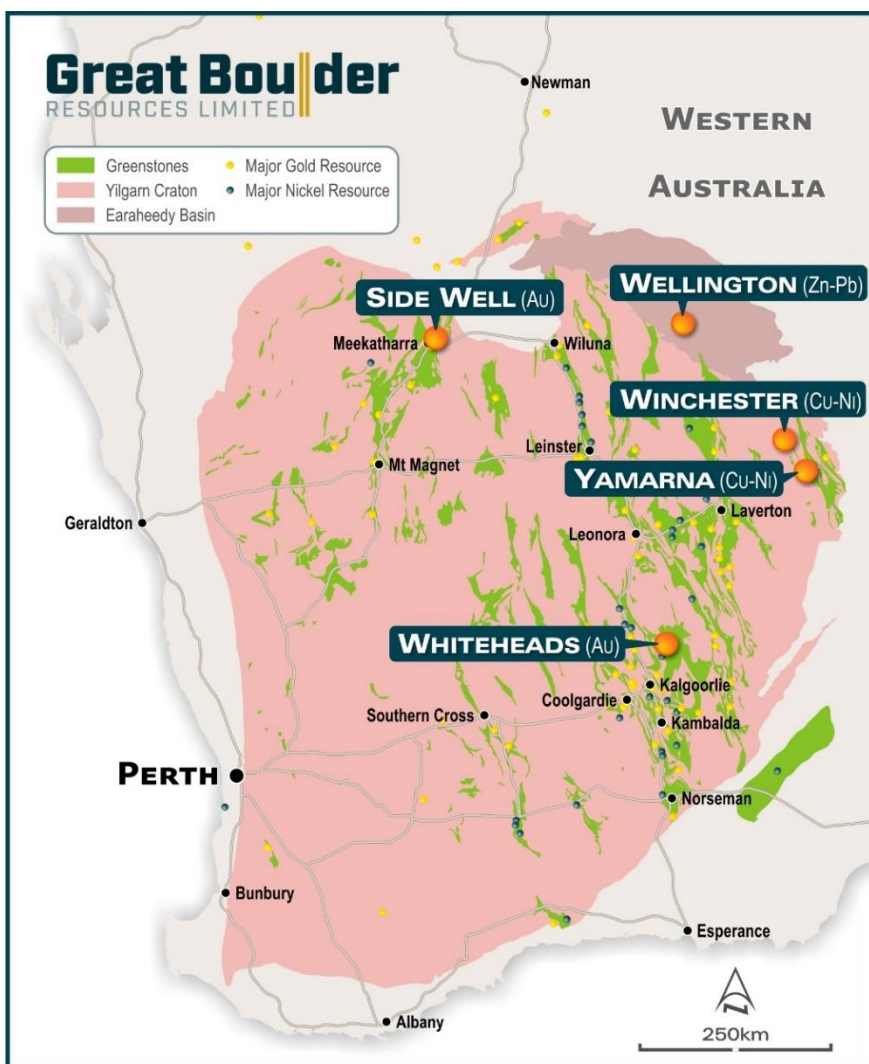 Great Boulder
RESOURCES LIMITED
Newman
WESTERN
AUSTRALIA
Greenstones
Major Gold Resource
Yilgarn Craton
Major Nickel Resource
Earaheedy Basin
WELLINGTON (Zn-Pb)
SIDE WELL (Au)
Meekatharra
Wiluna
WINCHESTER (Cu-Ni)
Leinster
Mt Magnet
YAMARNA (Cu-Ni)
Laverton
Geraldton
Leonora
WHITEHEADS (Au)
Kalgoorlie
Coolgardie
Southern Cross
Kambalda
PERTH
Norseman
Bunbury
Esperance
N
Albany
250km